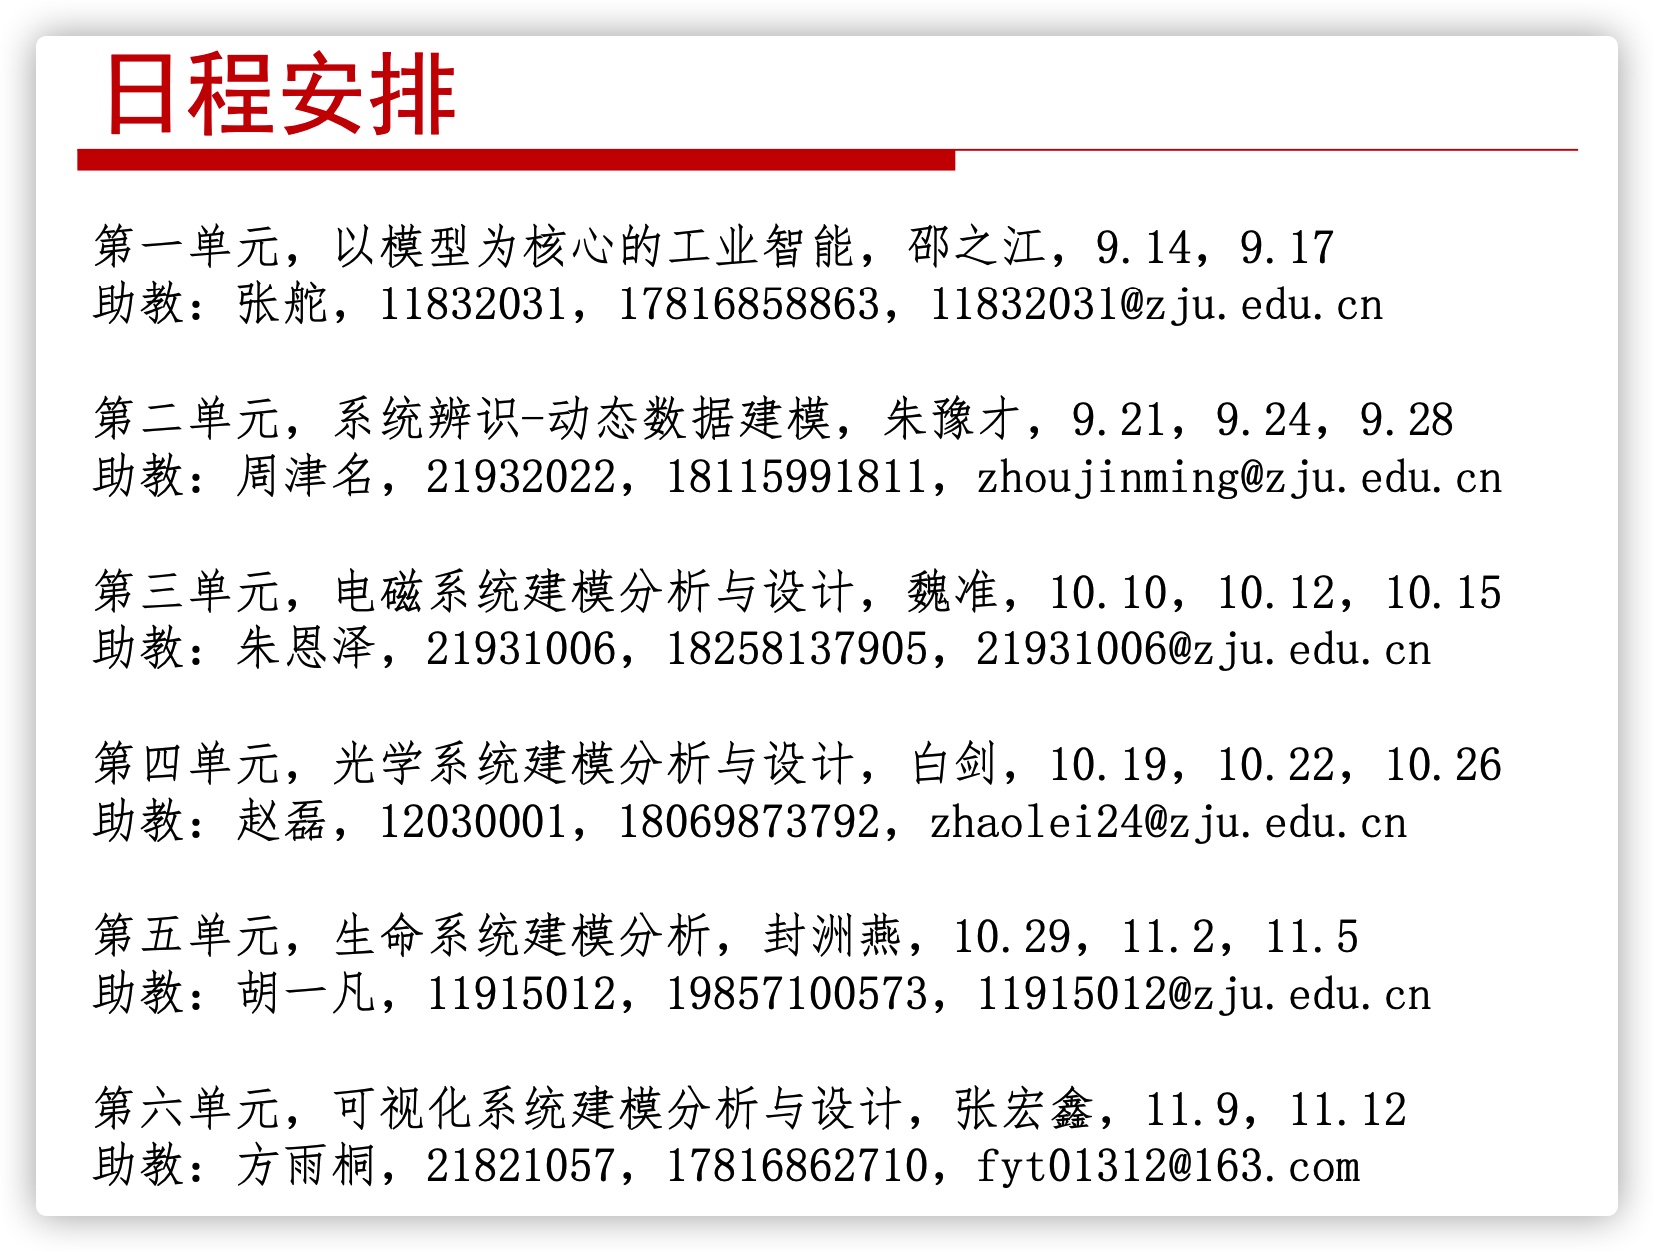 日程安排
第一单元，以模型为核心的工业智能，邵之江，9.14，9.17
助教：张舵，11832031，17816858863，11832031@zju.edu.cn
第二单元，系统辨识-动态数据建模，朱豫才，9.21，9.24，9.28
助教：周津名，21932022，18115991811，zhoujinming@zju.edu.cn
第三单元，电磁系统建模分析与设计，魏准，10.10，10.12，10.15
助教：朱恩泽，21931006，18258137905，21931006@zju.edu.cn
第四单元，光学系统建模分析与设计，白剑，10.19，10.22，10.26
助教：赵磊，12030001，18069873792，zhaolei24@zju.edu.cn
第五单元，生命系统建模分析，封洲燕，10.29，11.2，11.5
助教：胡一凡，11915012，19857100573，11915012@zju.edu.cn
第六单元，可视化系统建模分析与设计，张宏鑫，11.9，11.12
助教：方雨桐，21821057，17816862710，fyt01312@163.com